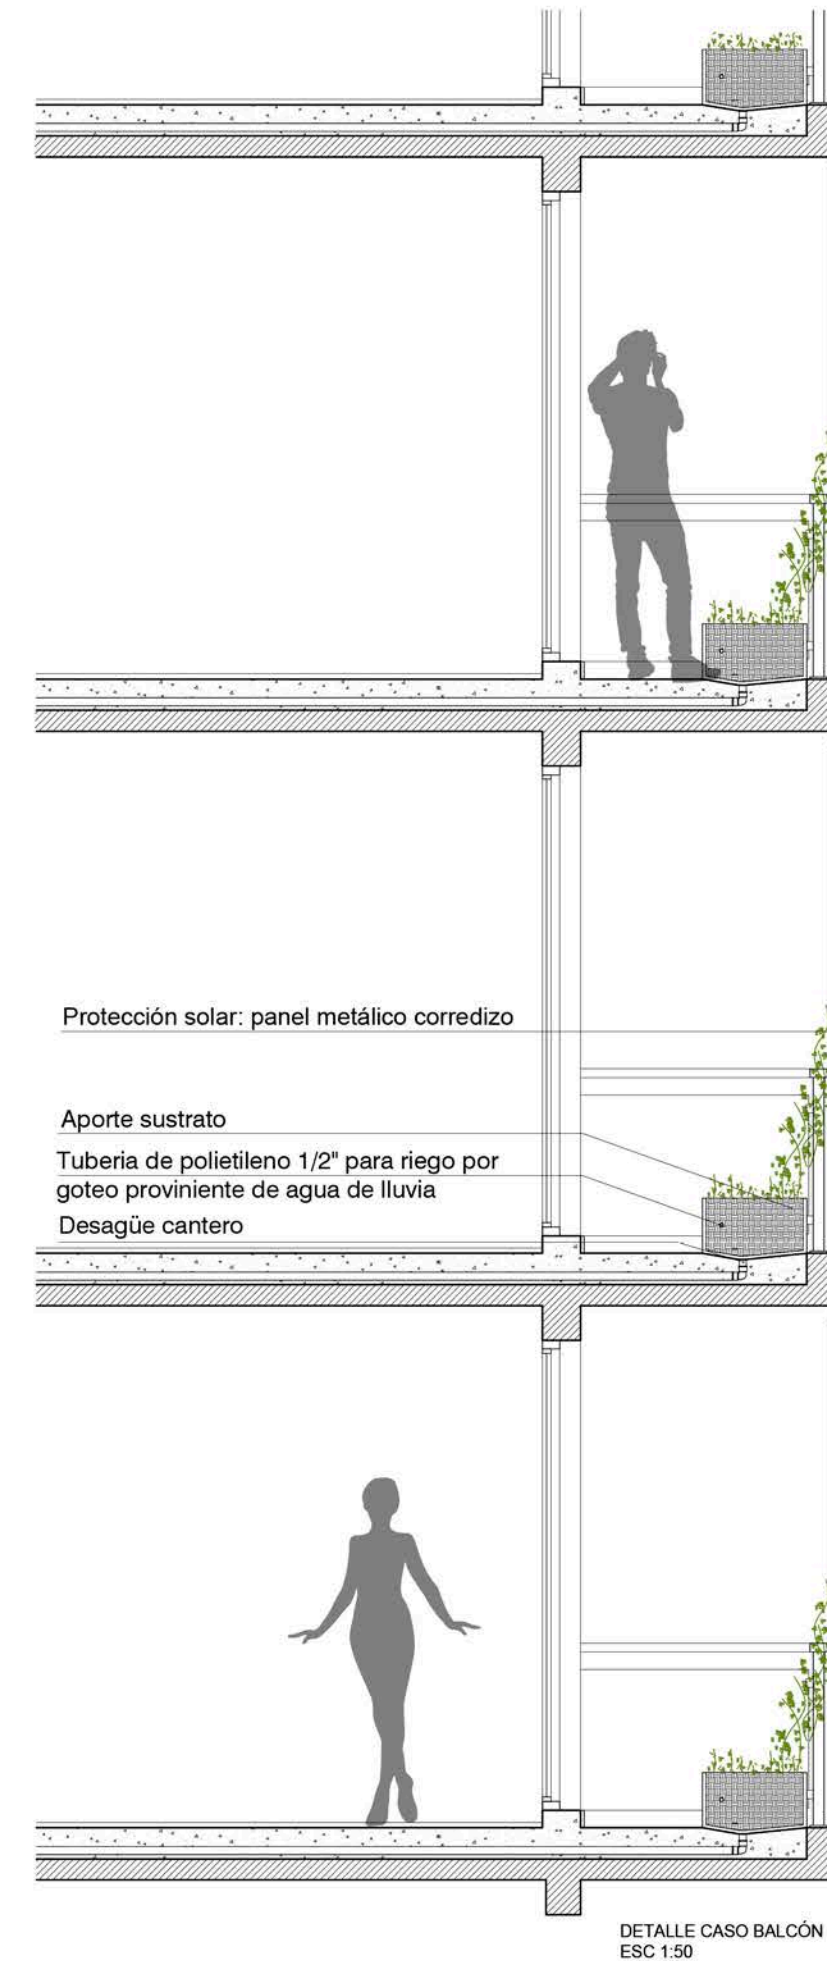 Protección solar: panel metálico corredizo
Aporte sustrato
Tuberia de polietileno 1/2" para riego por
goteo proviniente de agua de lluvia
Desagüe cantero
DETALLE CASO BALCÓN
ESC 1:50